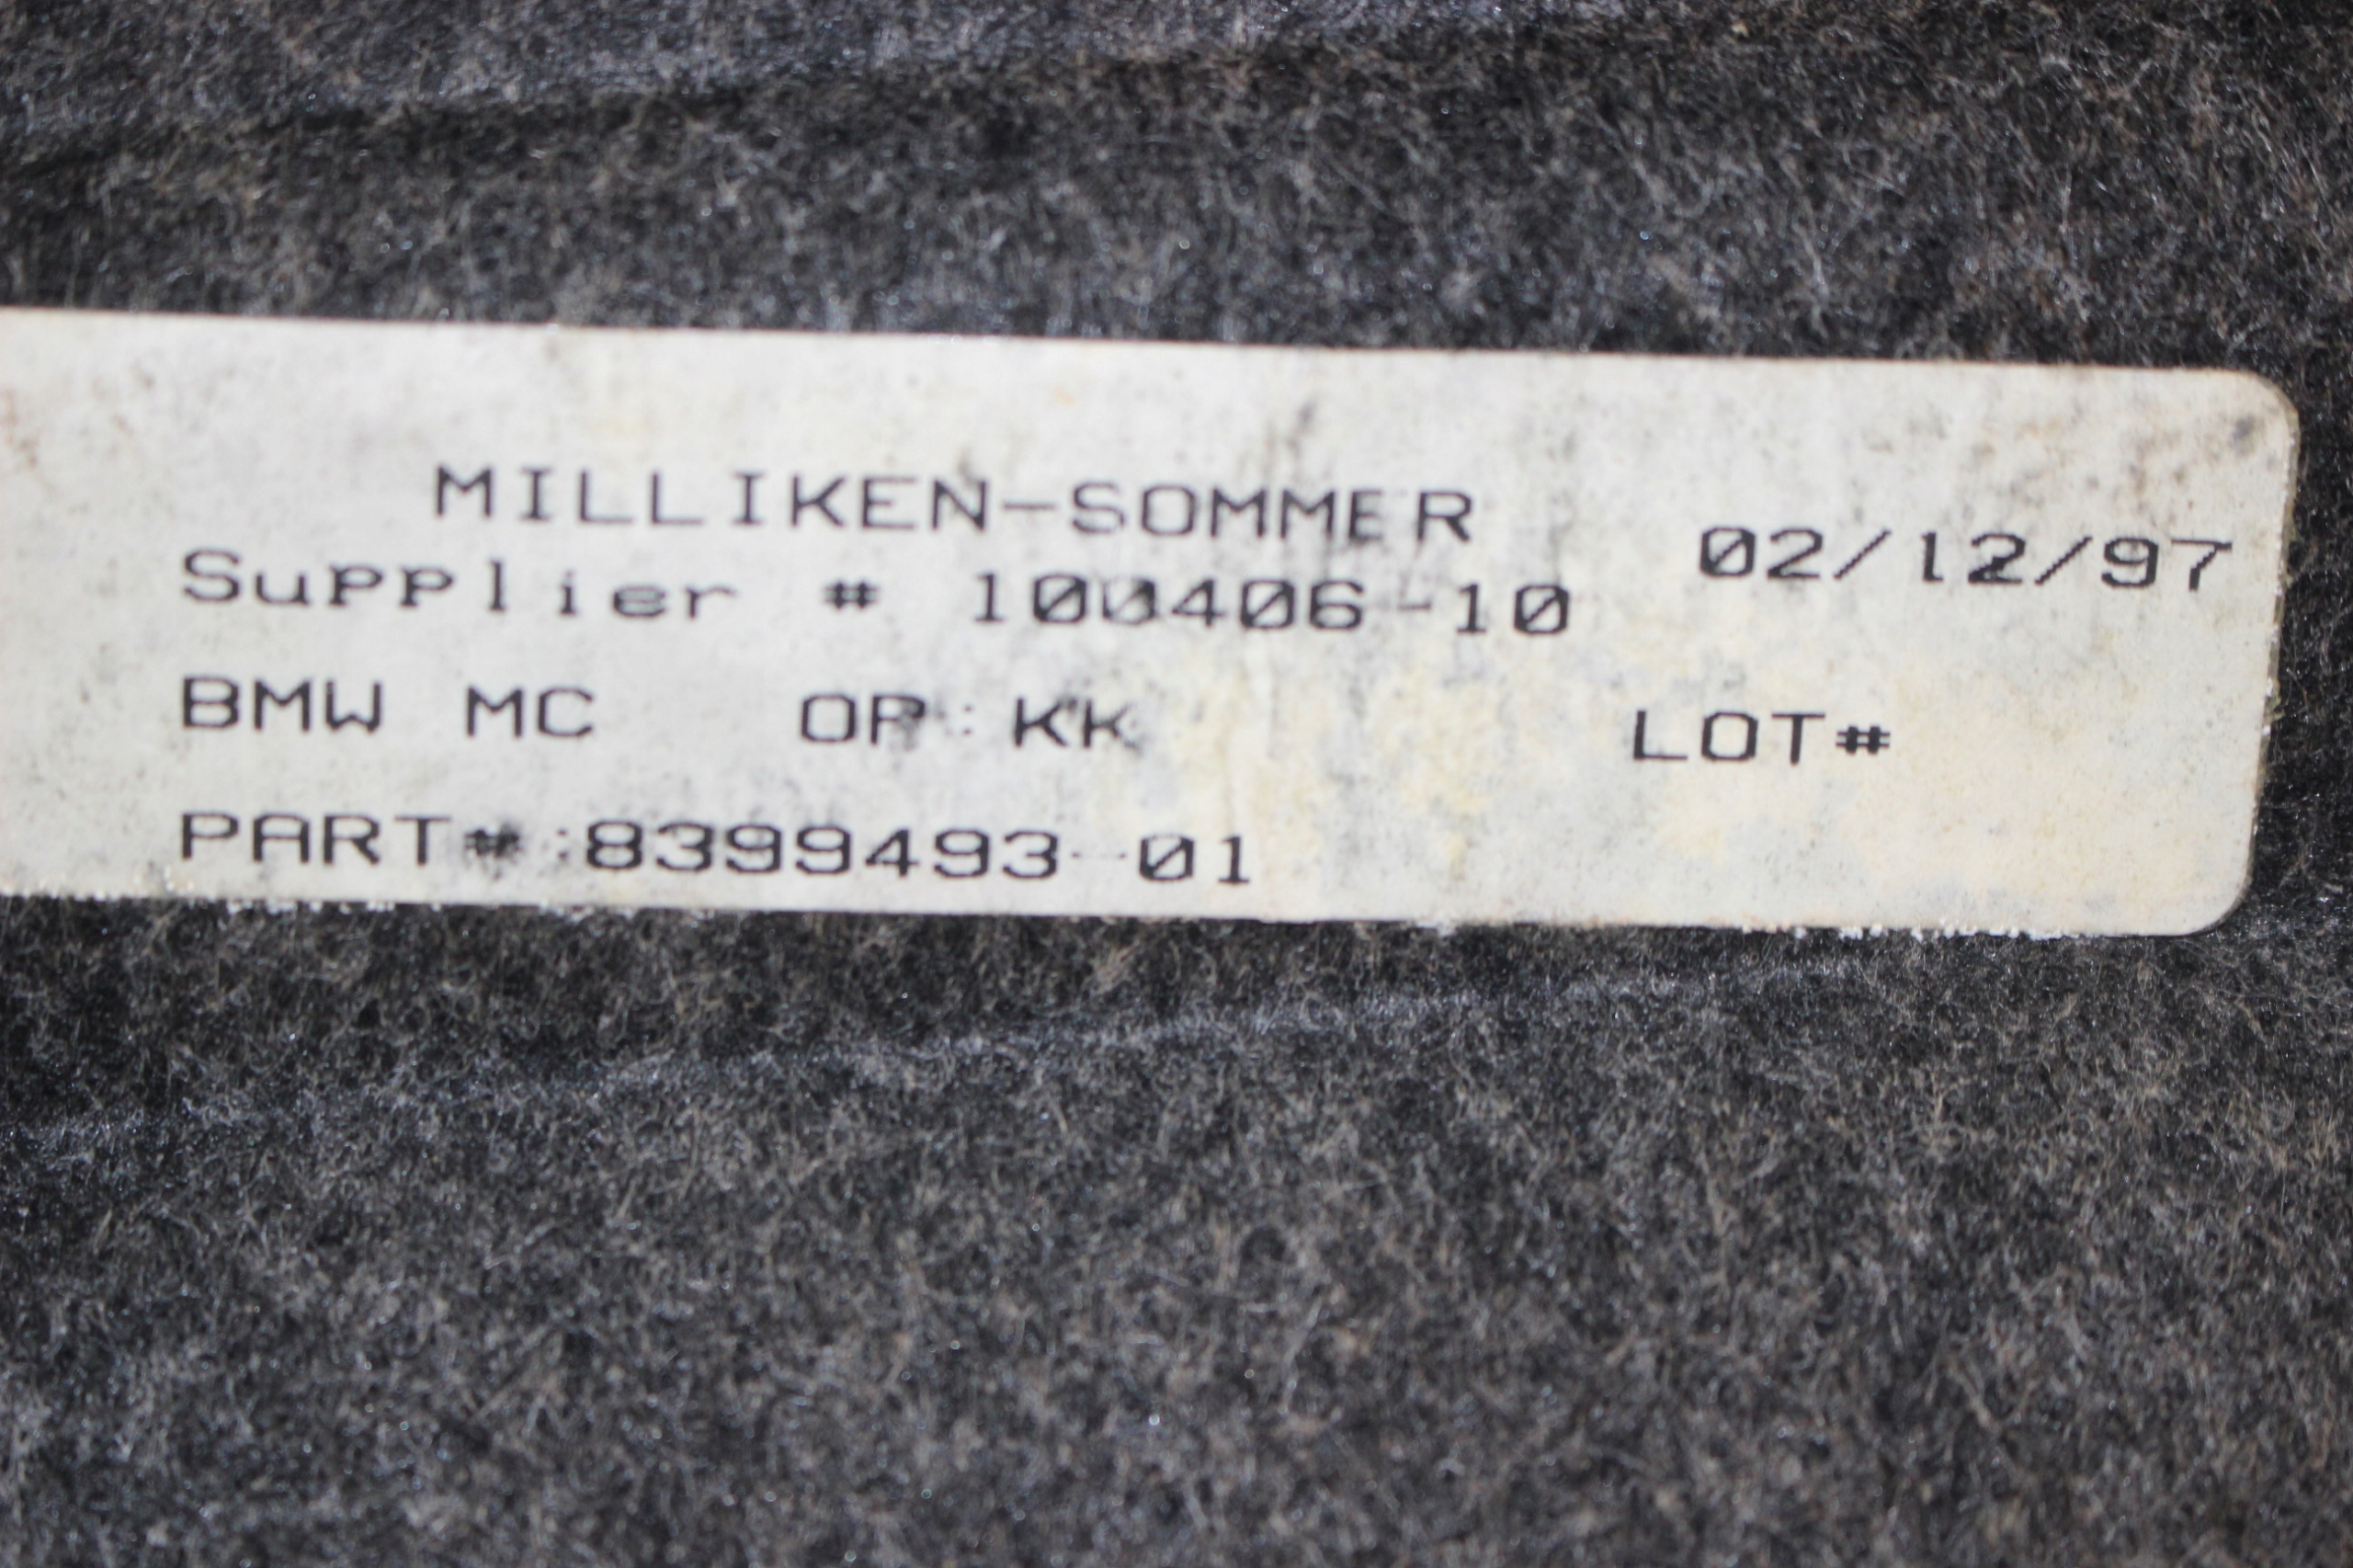 MILLIKEN-SOMMER
02/12/97
Supplier # 100406-10
BMW MC OP: KK LOT#
PART#:8399493-01